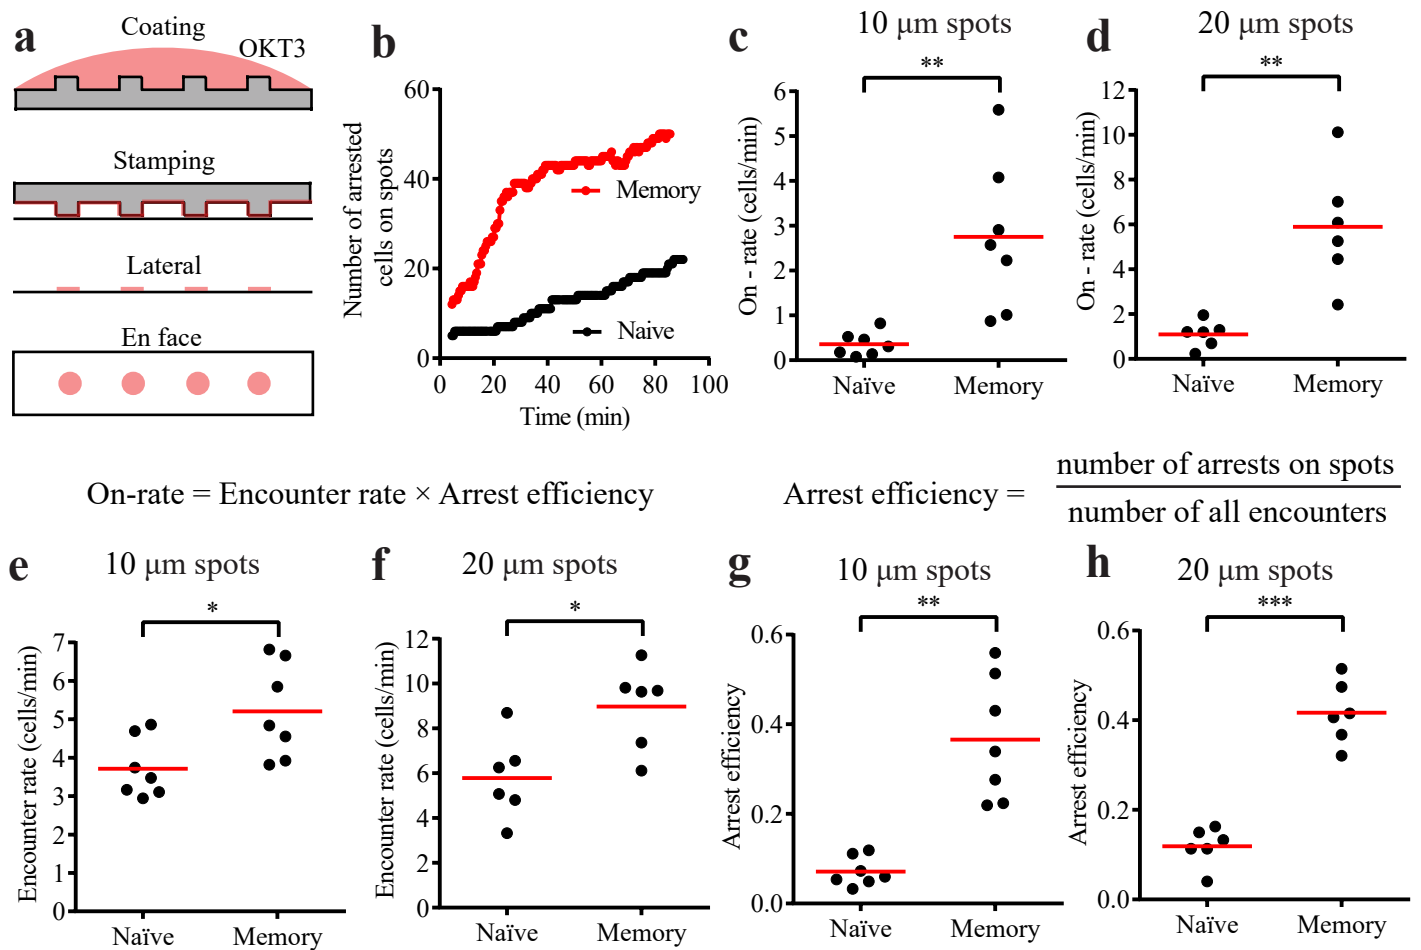 a
Coating
OKT3
Stamping
Lateral
En face
b
Number of arrested
cells on spots
60
40
20
0
Memory
Naive
0 20 40 60 80 100
Time (min)
c
10 μm spots
**
On - rate (cells/min)
6
5
4
3
2
1
0
Naïve Memory
d
20 μm spots
**
On - rate (cells/min)
12
10
8
6
4
2
0
Naïve Memory
On-rate = Encounter rate × Arrest efficiency
Arrest efficiency =
number of arrests on spots
number of all encounters
e
10 μm spots
*
Encounter rate (cells/min)
7
6
5
4
3
2
1
0
Naïve Memory
f
20 μm spots
*
Encounter rate (cells/min)
12
10
8
6
4
2
0
Naïve Memory
g
10 μm spots
**
Arrest efficiency
0.6
0.4
0.2
0.0
Naïve Memory
h
20 μm spots
***
Arrest efficiency
0.6
0.4
0.2
0.0
Naïve Memory